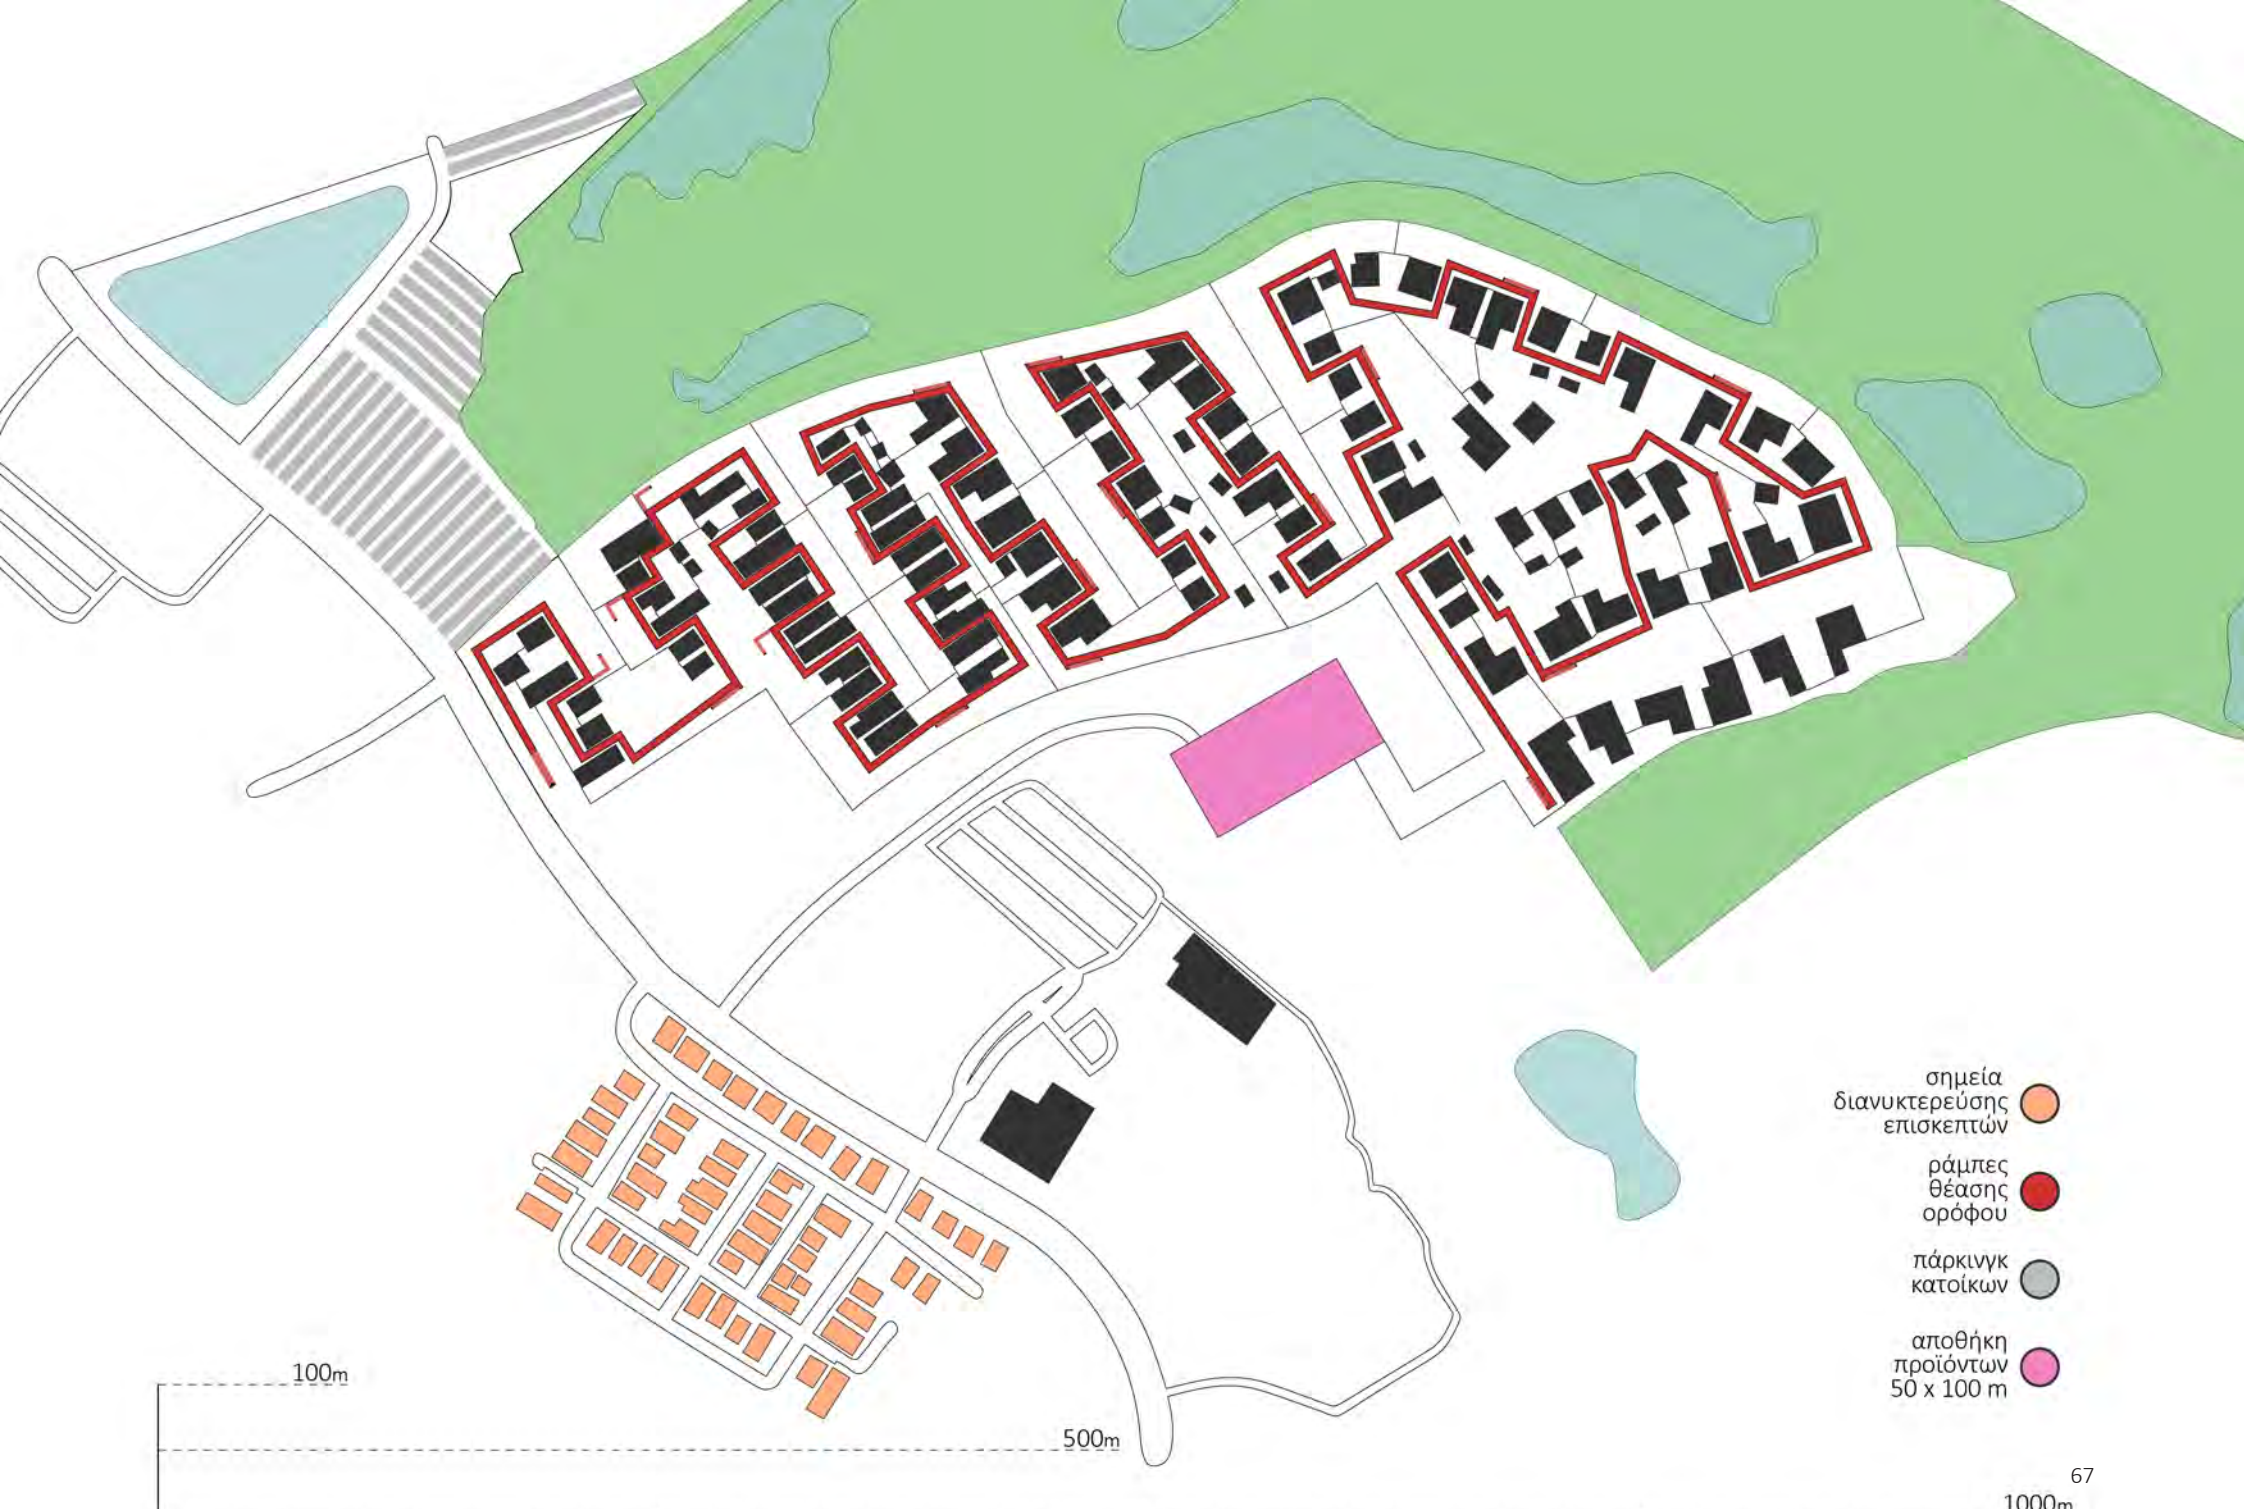 σημεία
διανυκτερεύσης
επισκεπτών
ράμπες
θέασης
ορόφου
πάρκινγκ
κατοίκων
αποθήκη
προϊόντων
50 x 100 m
100m
500m
67
1000m